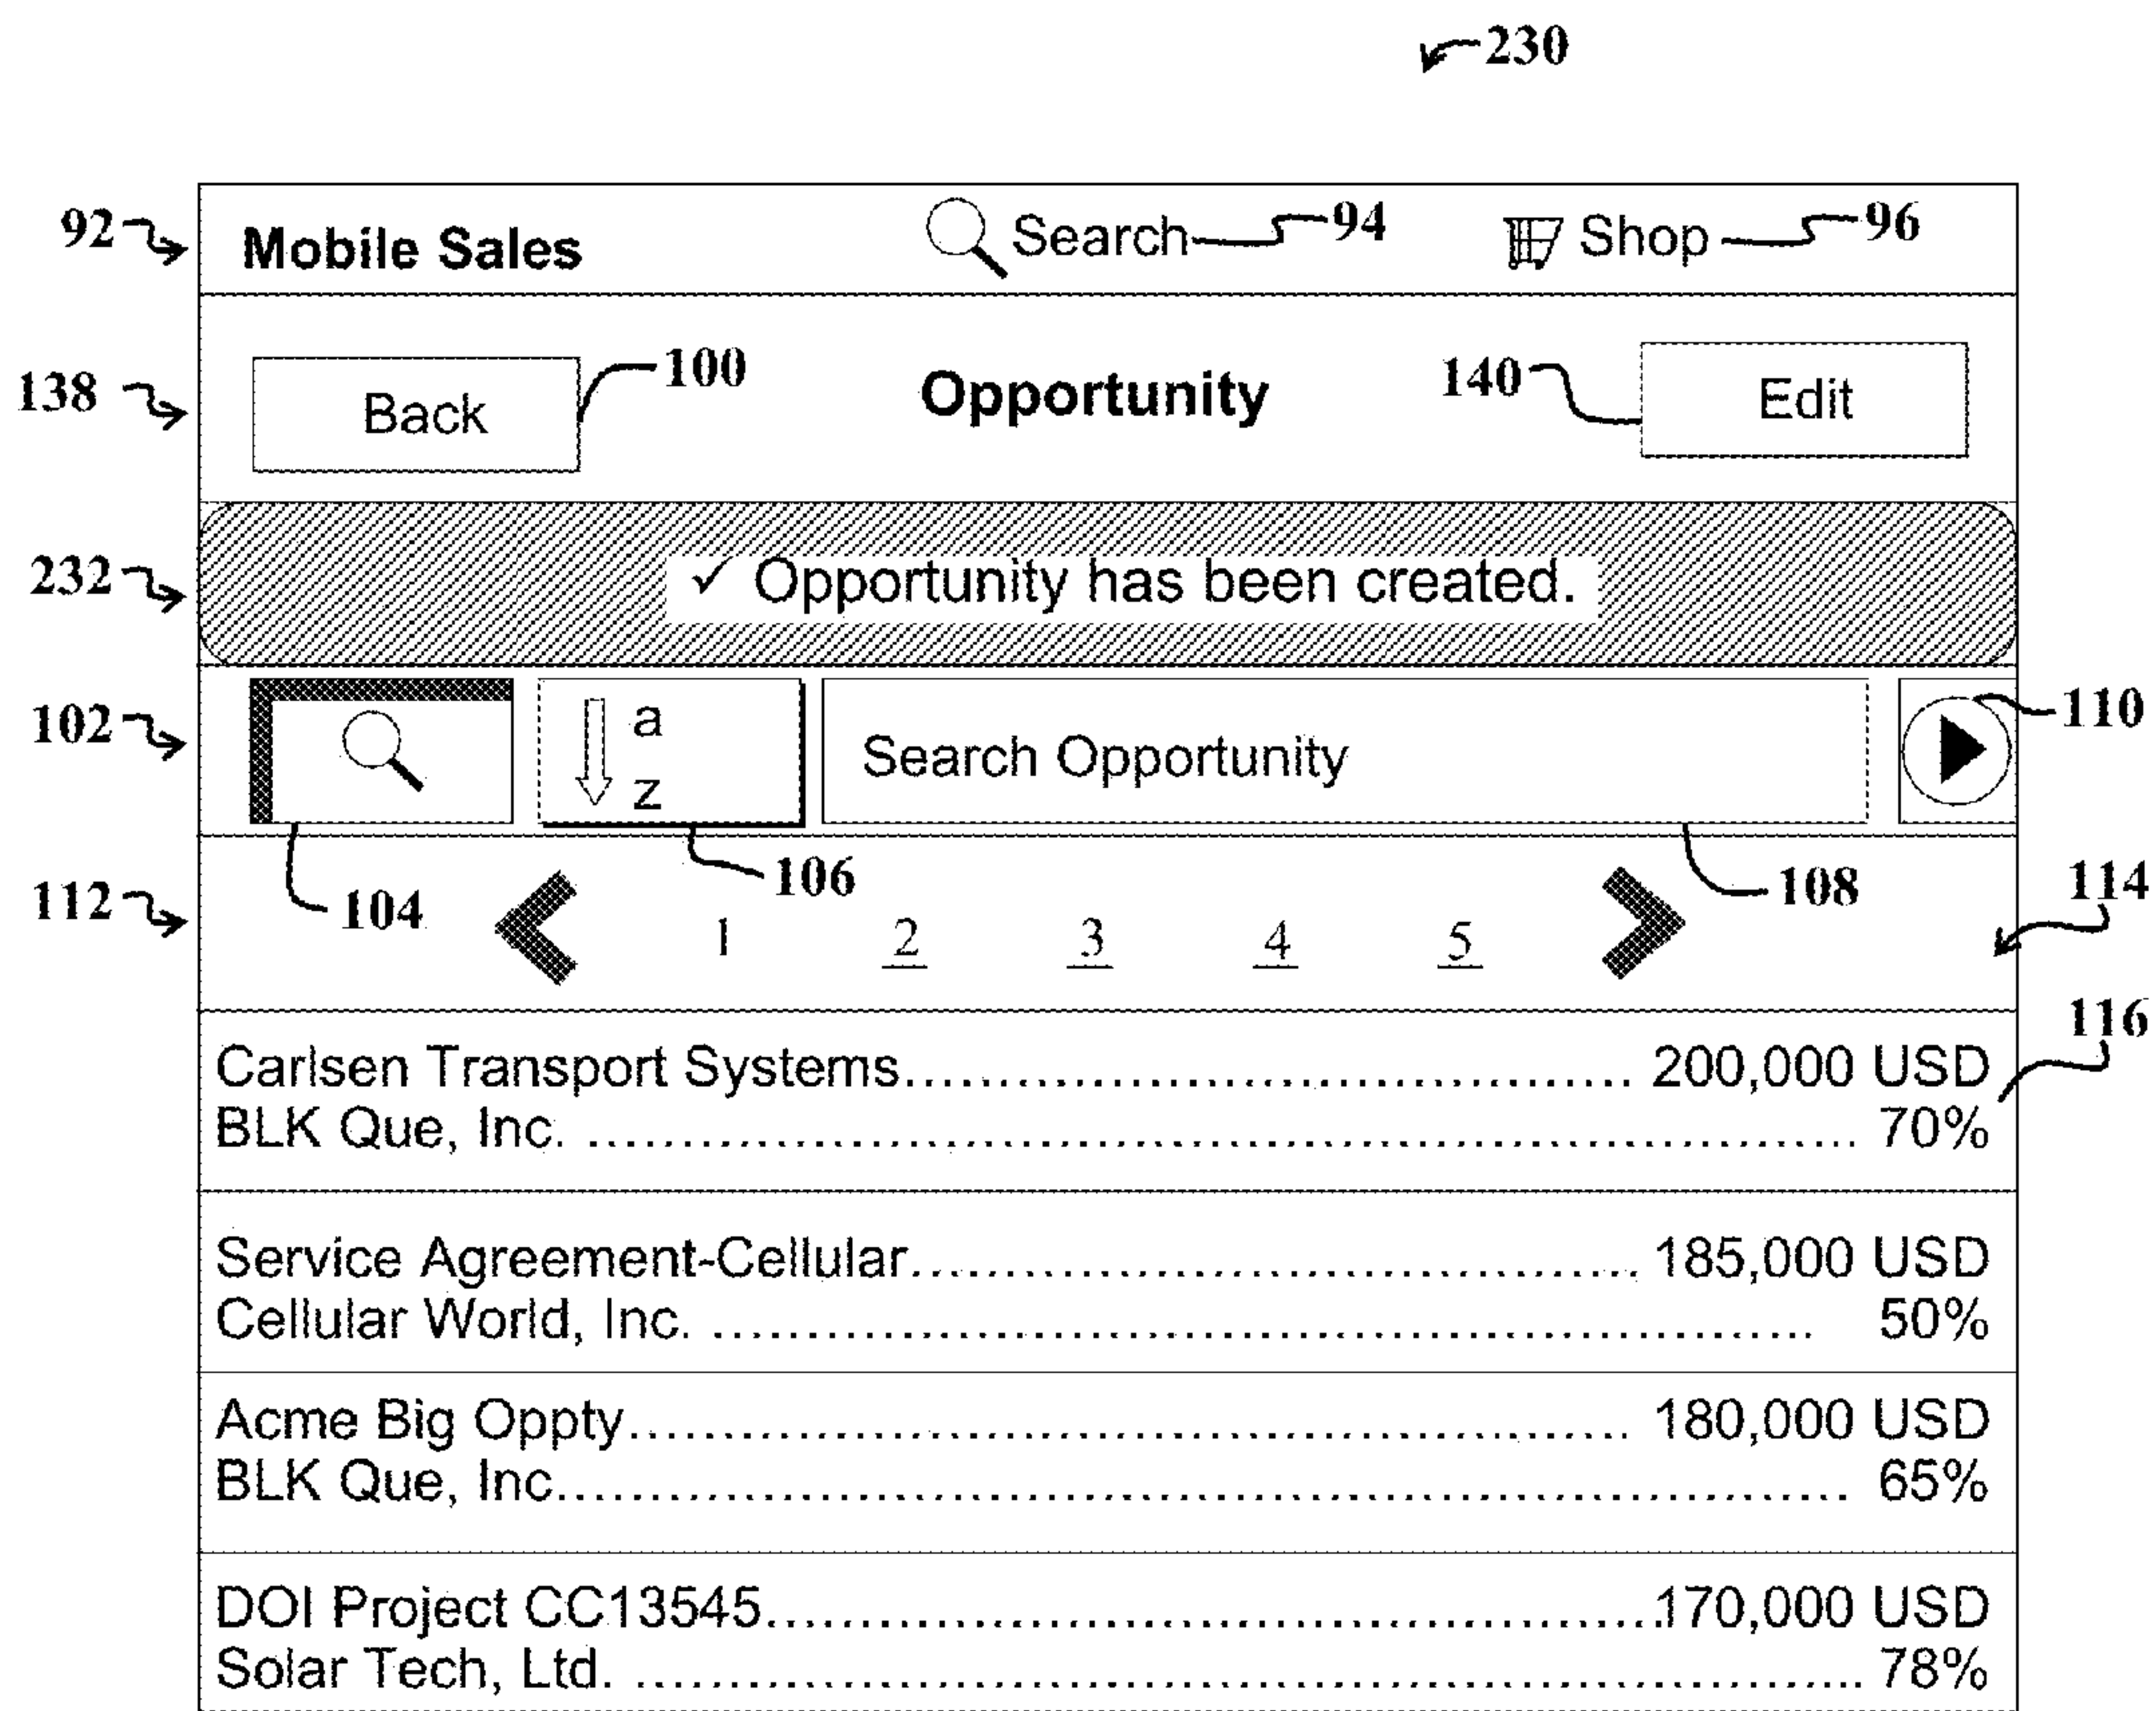 230
92 Mobile Sales Search 94 Shop 96
138 Back 100 Opportunity 140 Edit
232 ✓ Opportunity has been created.
102 a z Search Opportunity 110
104 106 108
112 1 2 3 4 5 114
116
Carlsen Transport Systems...................................... 200,000 USD
BLK Que, Inc. .................................................................. 70%
Service Agreement-Cellular...................................... 185,000 USD
Cellular World, Inc. .......................................................... 50%
Acme Big Oppty..................................................... 180,000 USD
BLK Que, Inc.................................................................... 65%
DOI Project CC13545...............................................170,000 USD
Solar Tech, Ltd. ................................................................ 78%